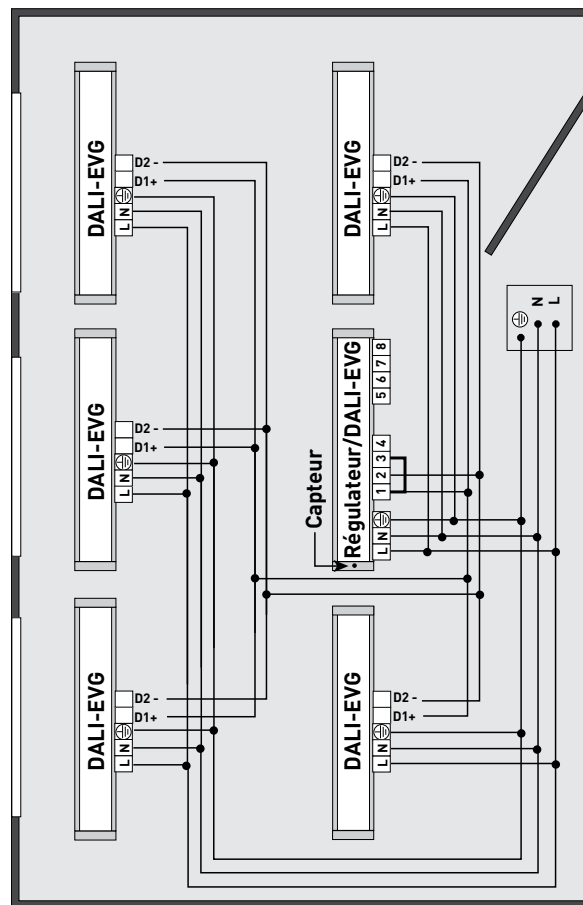 DALI-EVG
D2 -
D1+
N
L
DALI-EVG
D2 -
D1+
N
L
N
L
DALI-EVG
D2 -
D1+
N
L
Capteur
Régulateur/DALI-EVG
8
7
6
5
4
3
2
1
N
L
DALI-EVG
D2 -
D1+
N
L
DALI-EVG
D2 -
D1+
N
L